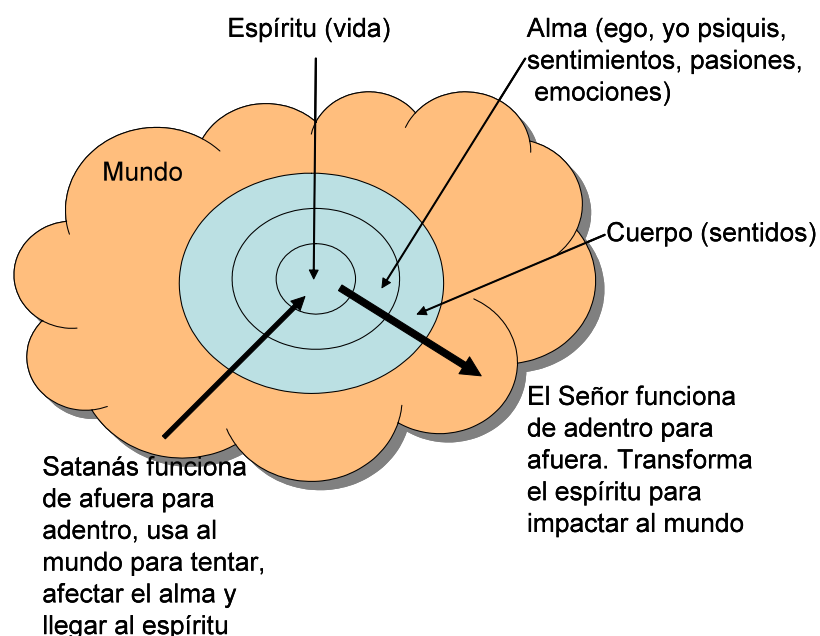 Espíritu (vida)
Alma (ego, yo psiquis,
sentimientos, pasiones,
emociones)
Mundo
Cuerpo (sentidos)
El Señor funciona
de adentro para
afuera. Transforma
el espíritu para
impactar al mundo
Satanás funciona
de afuera para
adentro, usa al
mundo para tentar,
afectar el alma y
llegar al espíritu